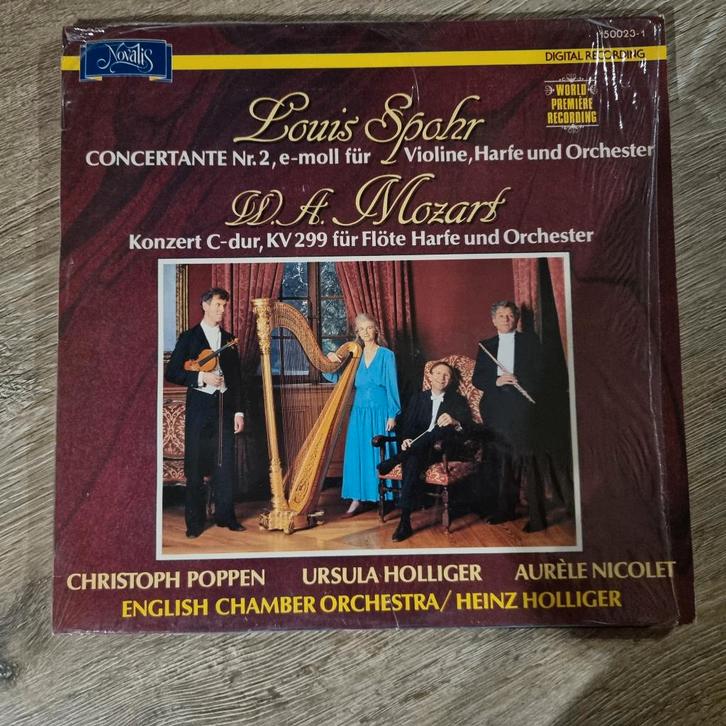 Novalis
150023-1
DIGITAL RECORDING
WORLD
PREMIÈRE
RECORDING
Louis Spohr
CONCERTANTE Nr. 2, e-moll für Violine, Harfe und Orchester
W. A. Mozart
Konzert C-dur, KV 299 für Flöte Harfe und Orchester
CHRISTOPH POPPEN URSULA HOLLIGER AURÈLE NICOLET
ENGLISH CHAMBER ORCHESTRA / HEINZ HOLLIGER